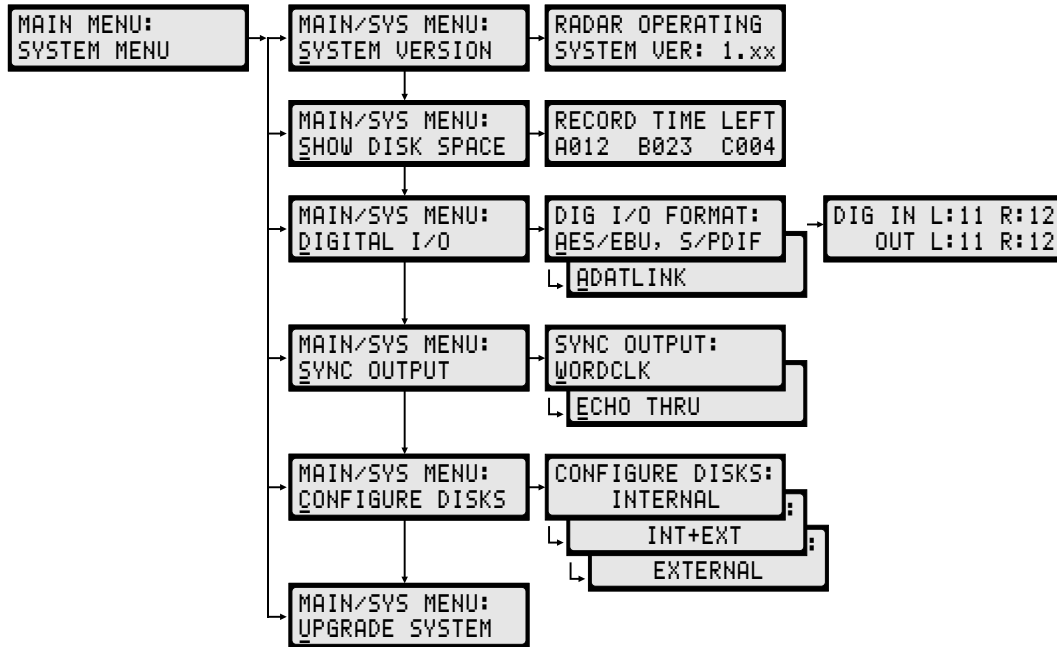 MAIN MENU:
SYSTEM MENU
MAIN/SYS MENU:
SYSTEM VERSION
RADAR OPERATING
SYSTEM VER: 1.xx
MAIN/SYS MENU:
SHOW DISK SPACE
RECORD TIME LEFT
A012 B023 C004
MAIN/SYS MENU:
DIGITAL I/O
DIG I/O FORMAT:
AES/EBU, S/PDIF
ADATLINK
DIG IN L:11 R:12
OUT L:11 R:12
MAIN/SYS MENU:
SYNC OUTPUT
SYNC OUTPUT:
WORDCLK
ECHO THRU
MAIN/SYS MENU:
CONFIGURE DISKS
CONFIGURE DISKS:
INTERNAL
:
INT+EXT
:
EXTERNAL
MAIN/SYS MENU:
UPGRADE SYSTEM